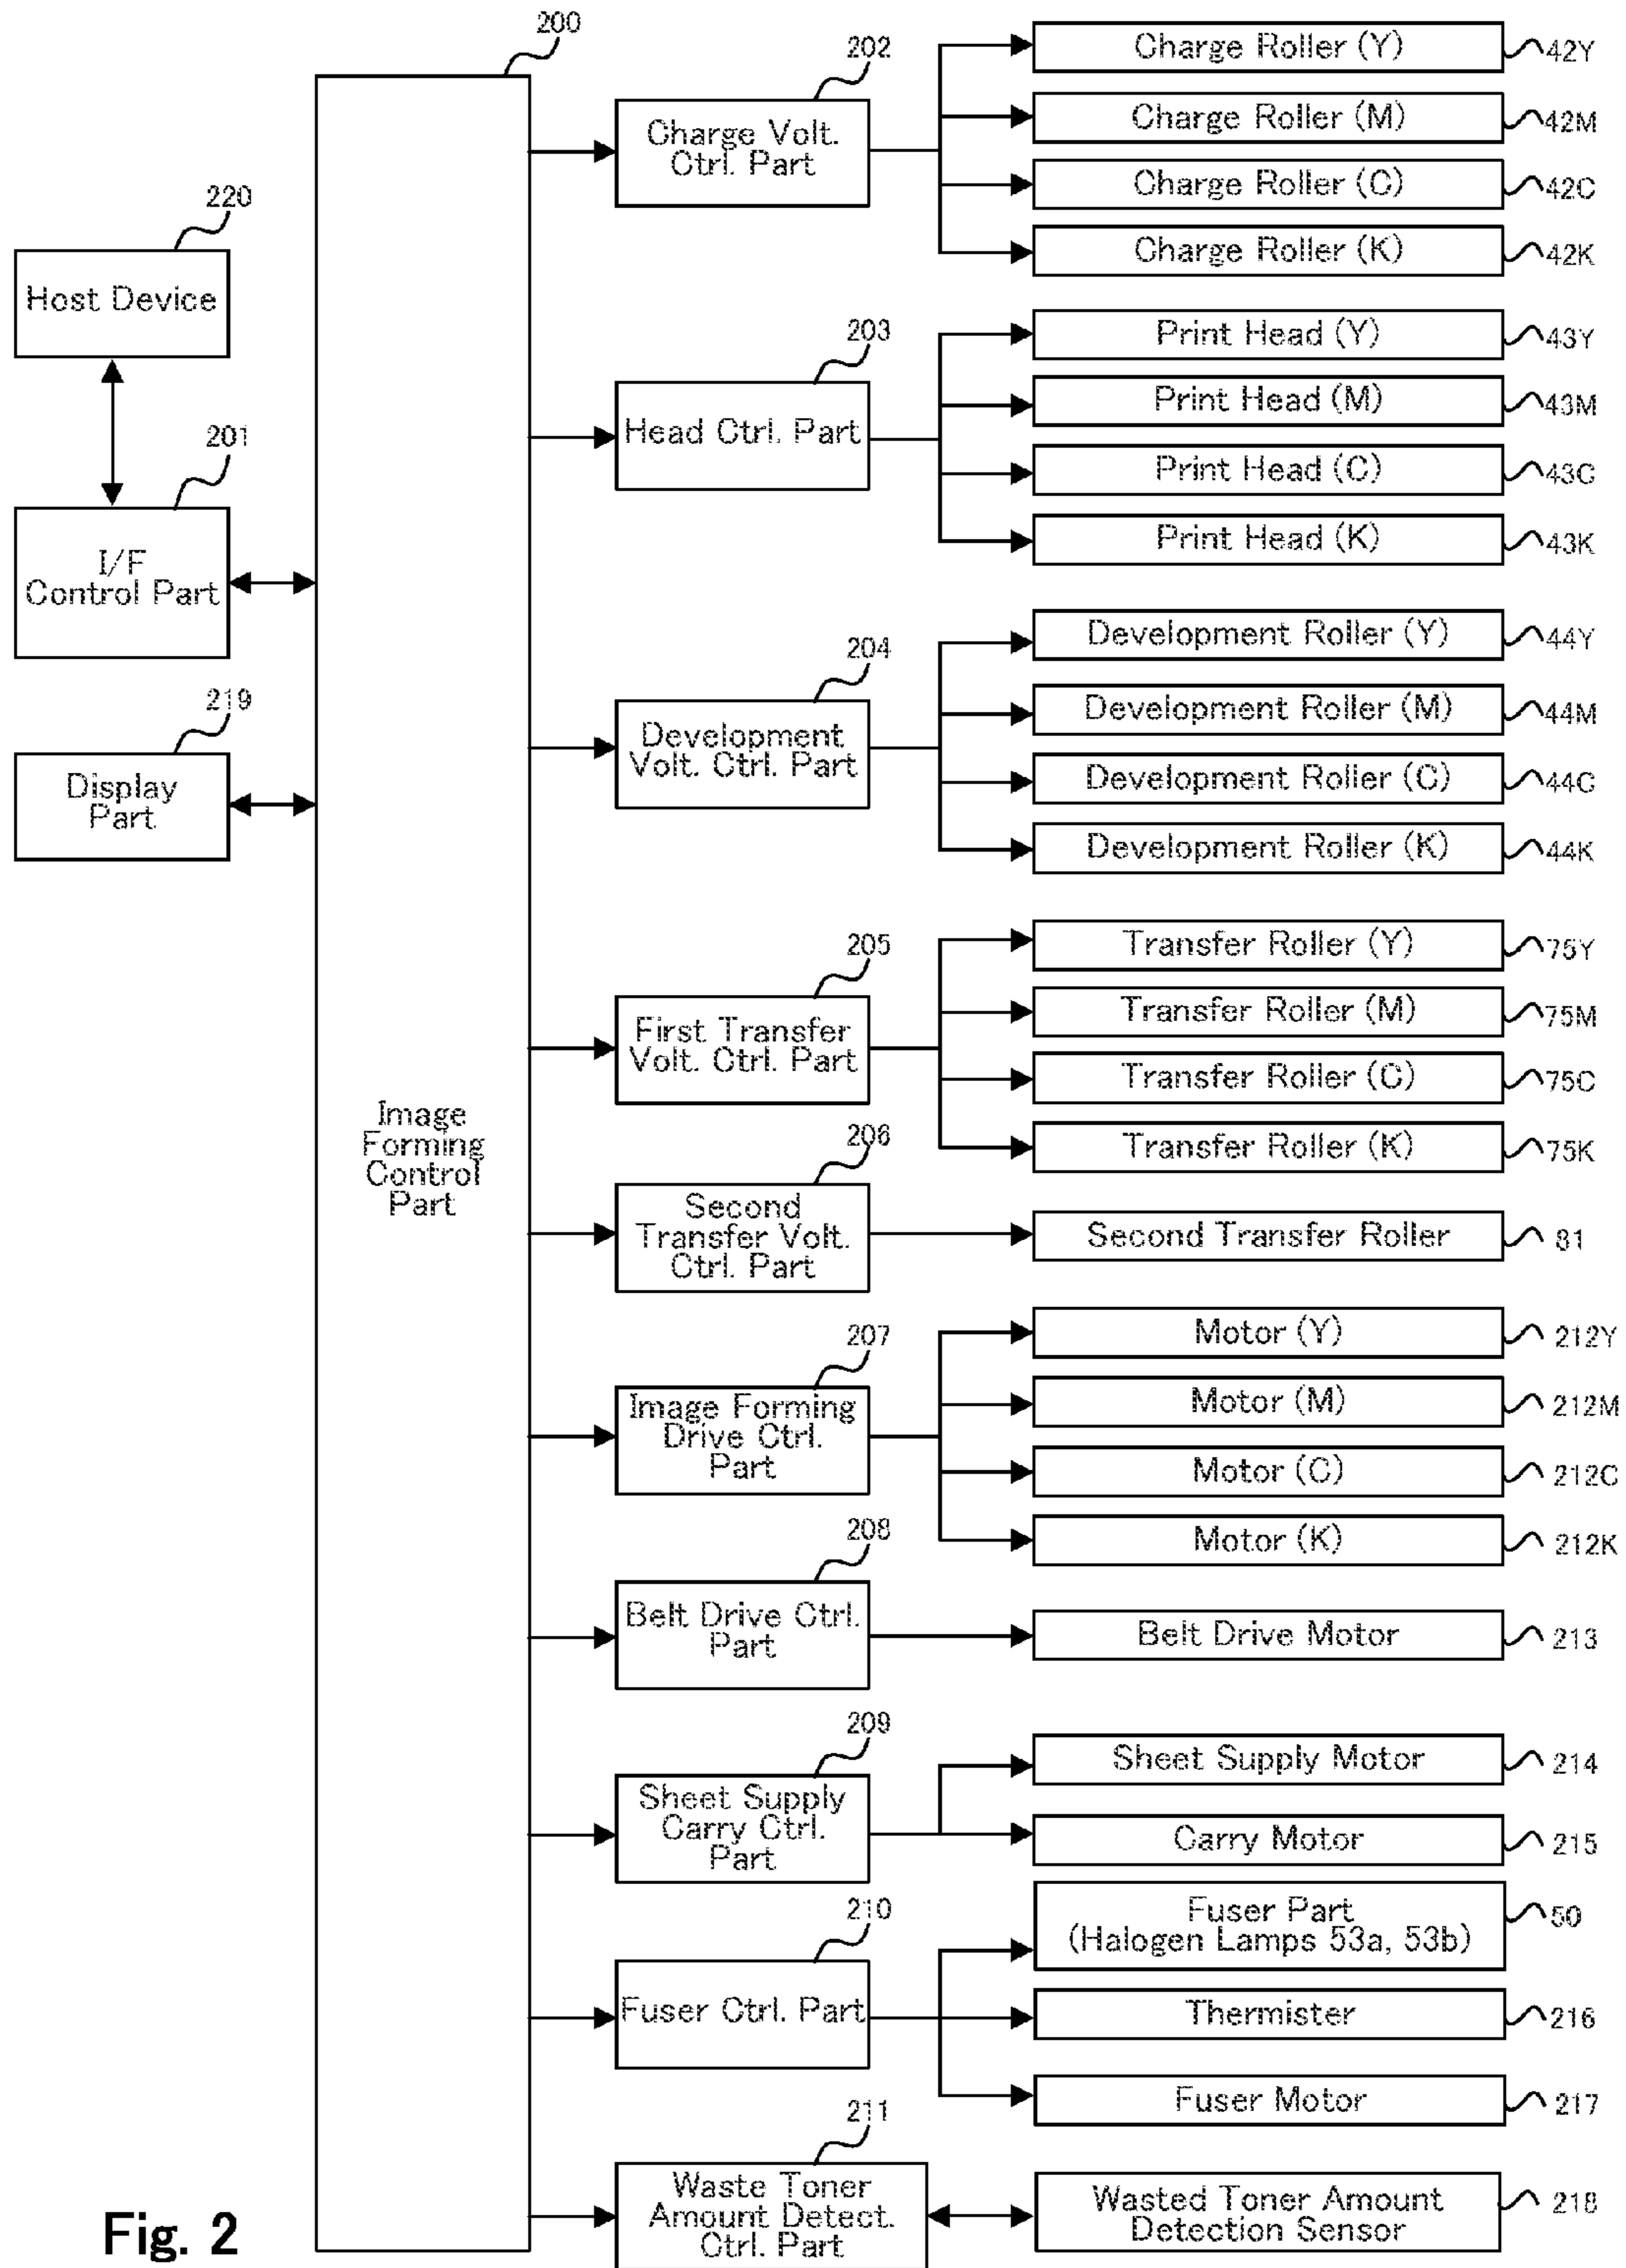 200
220
Host Device
201
I/F
Control Part
219
Display
Part
Image
Forming
Control
Part
202
Charge Volt.
Ctrl. Part
Charge Roller (Y)
42Y
Charge Roller (M)
42M
Charge Roller (C)
42C
Charge Roller (K)
42K
203
Head Ctrl. Part
Print Head (Y)
43Y
Print Head (M)
43M
Print Head (C)
43C
Print Head (K)
43K
204
Development
Volt. Ctrl. Part
Development Roller (Y)
44Y
Development Roller (M)
44M
Development Roller (C)
44C
Development Roller (K)
44K
205
First Transfer
Volt. Ctrl. Part
Transfer Roller (Y)
75Y
Transfer Roller (M)
75M
Transfer Roller (C)
75C
Transfer Roller (K)
75K
206
Second
Transfer Volt.
Ctrl. Part
Second Transfer Roller
81
207
Image Forming
Drive Ctrl.
Part
Motor (Y)
212Y
Motor (M)
212M
Motor (C)
212C
Motor (K)
212K
208
Belt Drive Ctrl.
Part
Belt Drive Motor
213
209
Sheet Supply
Carry Ctrl.
Part
Sheet Supply Motor
214
Carry Motor
215
210
Fuser Ctrl. Part
Fuser Part
(Halogen Lamps 53a, 53b)
50
Thermister
216
Fuser Motor
217
211
Waste Toner
Amount Detect.
Ctrl. Part
Wasted Toner Amount
Detection Sensor
218
Fig. 2